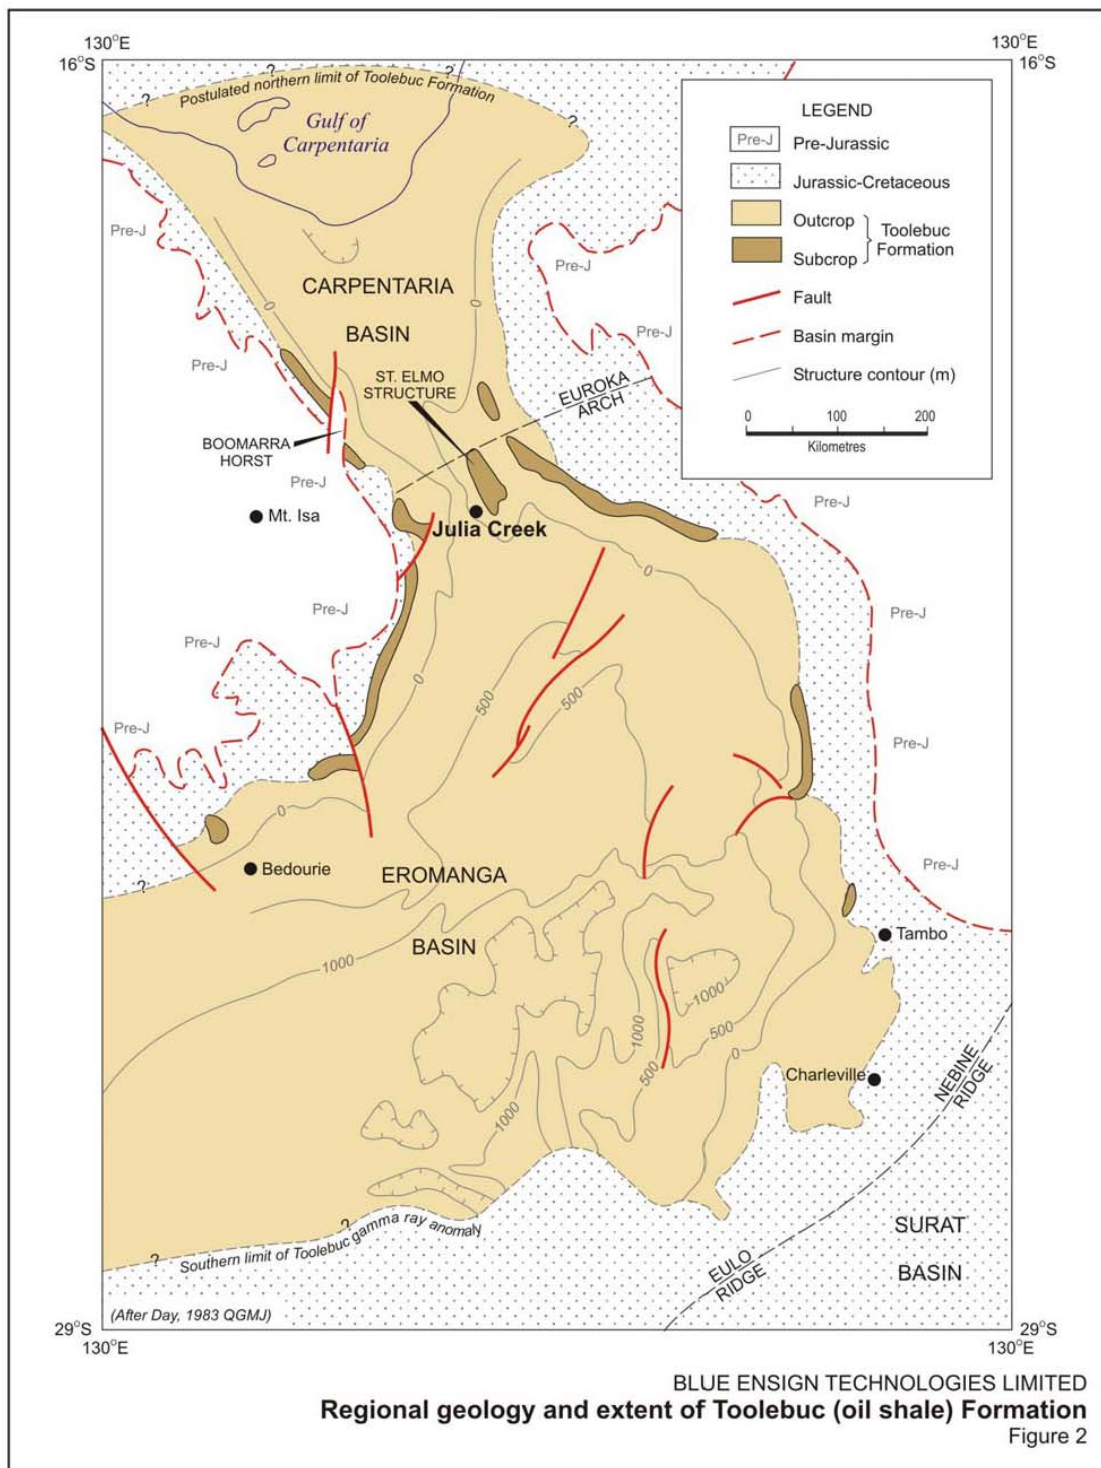 130°E
130°E
16°S
16°S
Postulated northern limit of Toolebuc Formation
?
?
?
?
Gulf of
Carpentaria
LEGEND
Pre-J Pre-Jurassic
Jurassic-Cretaceous
Outcrop
Subcrop
Toolebuc
Formation
Fault
Basin margin
Structure contour (m)
0 100 200
Kilometres
Pre-J
Pre-J
Pre-J
Pre-J
CARPENTARIA
BASIN
0
0
ST. ELMO
STRUCTURE
EUROKA
ARCH
BOOMARRA
HORST
Pre-J
Pre-J
Mt. Isa
Julia Creek
0
Pre-J
Pre-J
Pre-J
0
500
500
Pre-J
Pre-J
0
Bedourie
?
EROMANGA
BASIN
Pre-J
Tambo
1000
1000
1000
500
0
500
1000
Charleville
NEBINE
RIDGE
SURAT
BASIN
EULO
RIDGE
?
?
Southern limit of Toolebuc gamma ray anomaly
(After Day, 1983 QGMJ)
29°S
29°S
130°E
130°E
BLUE ENSIGN TECHNOLOGIES LIMITED
Regional geology and extent of Toolebuc (oil shale) Formation
Figure 2